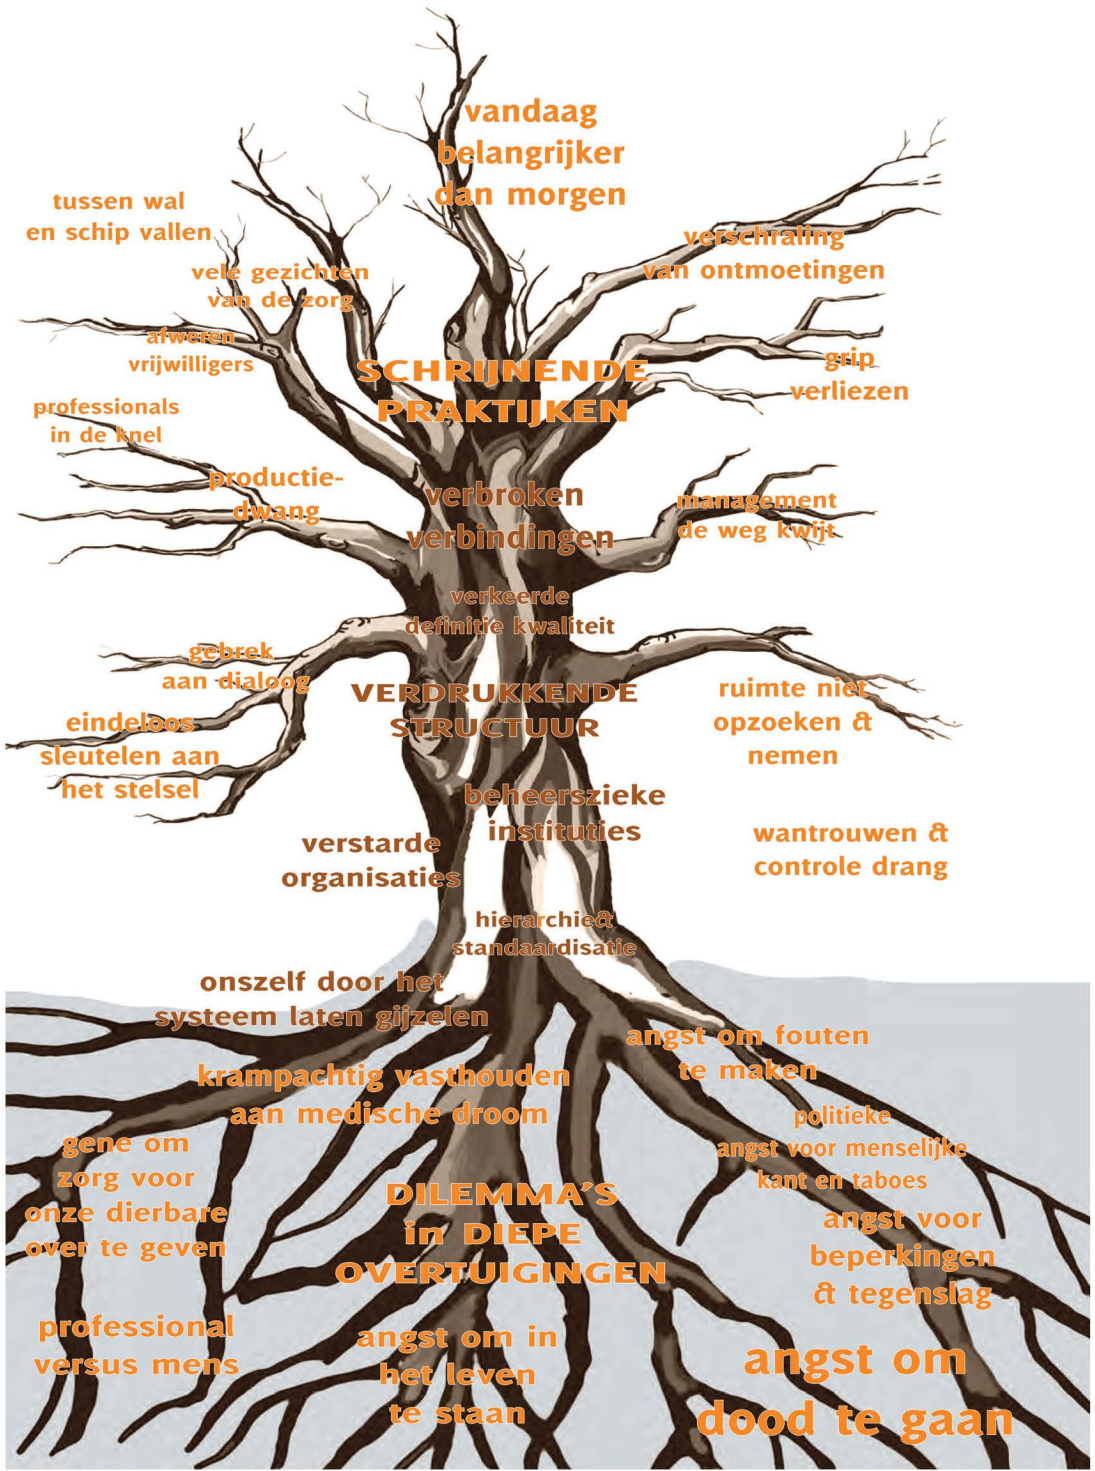 vandaag
belangrijker
dan morgen
tussen wal
en schip vallen
verschraling
van ontmoetingen
vele gezichten
van de zorg
afweren
vrijwilligers
SCHRIJNENDE
PRAKTIJKEN
grip
verliezen
professionals
in de knel
productie-
dwang
verbroken
verbindingen
management
de weg kwijt
verkeerde
definitie kwaliteit
gebrek
aan dialoog
VERDRUKKENDE
STRUCTUUR
ruimte niet
opzoeken &
nemen
eindeloos
sleutelen aan
het stelsel
beheerszieke
instituties
verstarde
organisaties
wantrouwen &
controle drang
hierarchie&
standaardisatie
onszelf door het
systeem laten gijzelen
angst om fouten
te maken
krampachtig vasthouden
aan medische droom
politieke
angst voor menselijke
kant en taboes
gene om
zorg voor
onze dierbare
over te geven
DILEMMA'S
in DIEPE
OVERTUIGINGEN
angst voor
beperkingen
& tegenslag
professional
versus mens
angst om in
het leven
te staan
angst om
dood te gaan